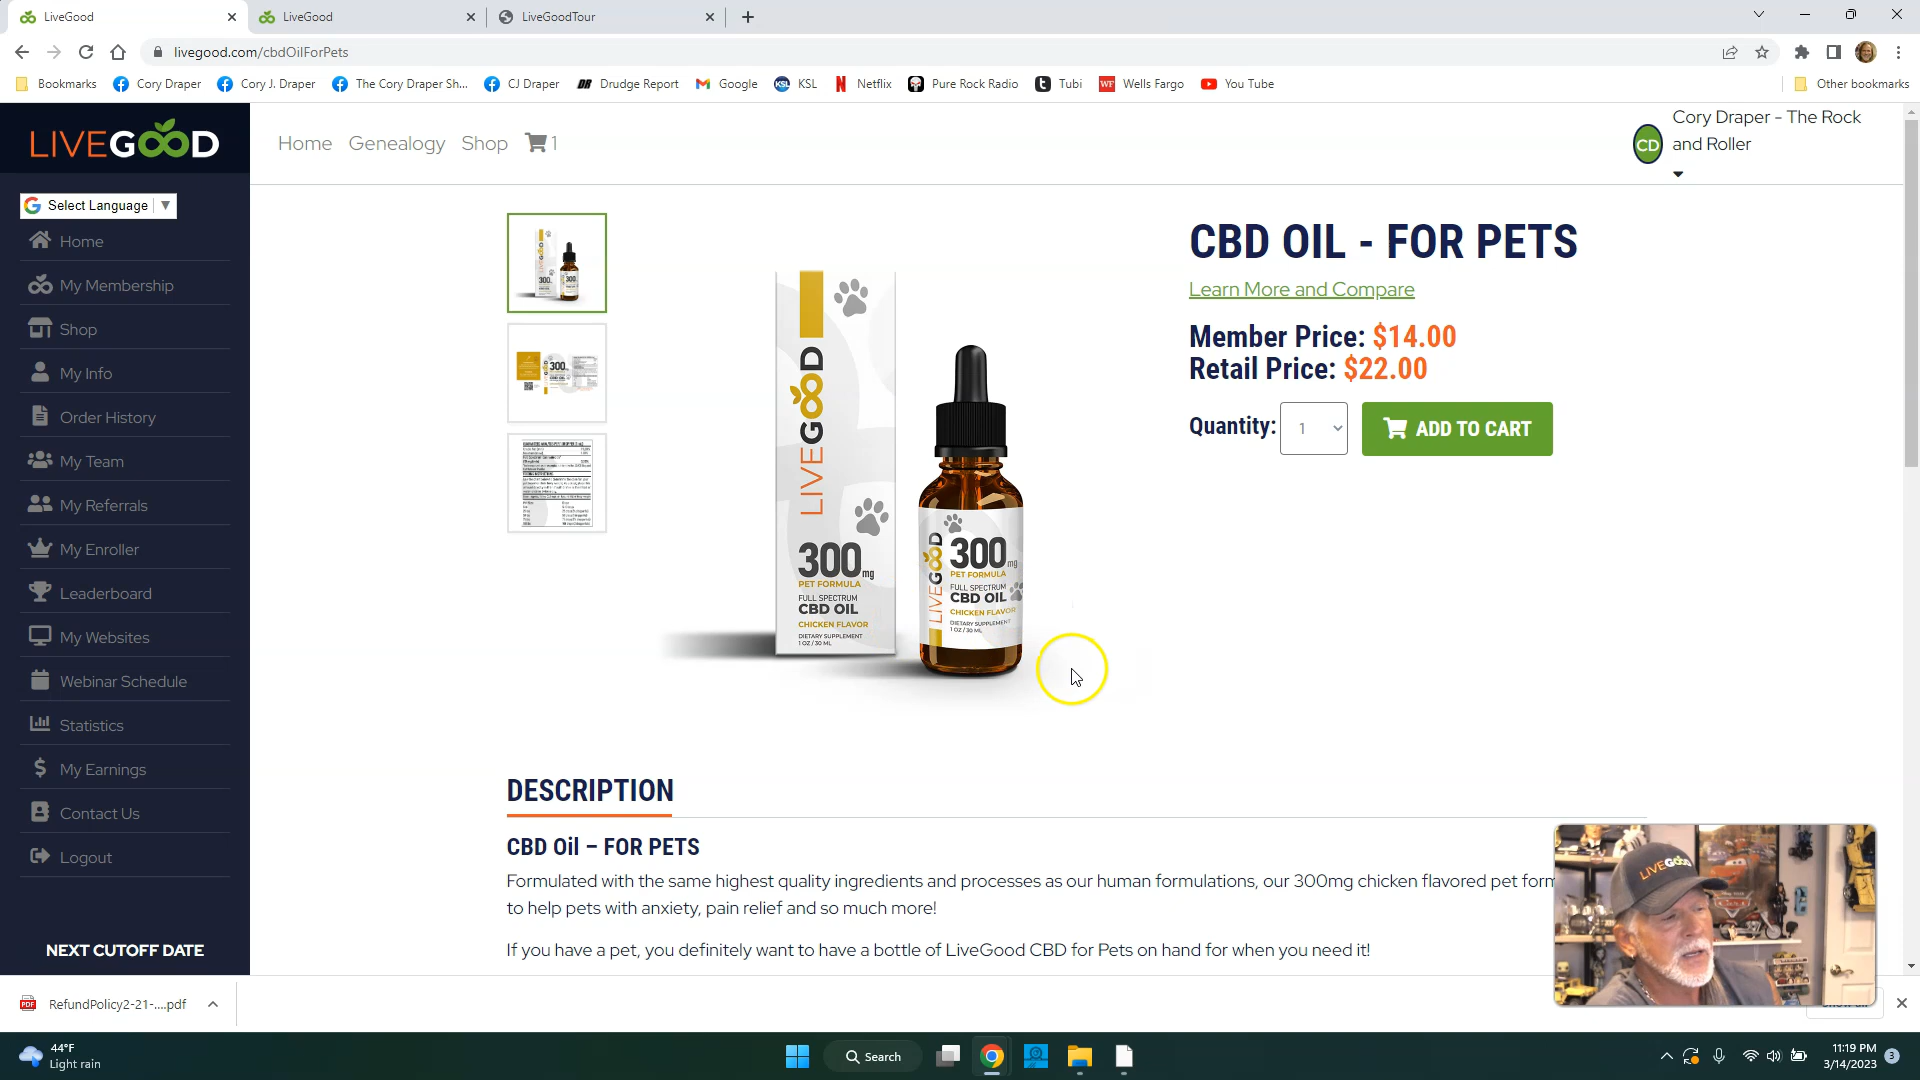 LiveGood
LiveGood
LiveGoodTour
livegood.com/cbdOilForPets
Bookmarks
Cory Draper
Cory J. Draper
The Cory Draper Sh...
CJ Draper
DR Drudge Report
Google
KSL KSL
Netflix
Pure Rock Radio
Tubi
WF Wells Fargo
You Tube
Other bookmarks
LIVEGOOD
Home
Genealogy
Shop
1
CD
Cory Draper - The Rock
and Roller
Select Language
Home
My Membership
Shop
My Info
Order History
My Team
My Referrals
My Enroller
Leaderboard
My Websites
Webinar Schedule
Statistics
My Earnings
Contact Us
Logout
NEXT CUTOFF DATE
LIVEGOOD
300mg
PET FORMULA
FULL SPECTRUM
CBD OIL
CHICKEN FLAVOR
DIETARY SUPPLEMENT
1 OZ / 30 ML
LIVEGOOD
300mg
PET FORMULA
FULL SPECTRUM
CBD OIL
CHICKEN FLAVOR
DIETARY SUPPLEMENT
1 OZ / 30 ML
CBD OIL - FOR PETS
Learn More and Compare
Member Price: $14.00
Retail Price: $22.00
Quantity: 1
ADD TO CART
DESCRIPTION
CBD Oil – FOR PETS
Formulated with the same highest quality ingredients and processes as our human formulations, our 300mg chicken flavored pet form
to help pets with anxiety, pain relief and so much more!
If you have a pet, you definitely want to have a bottle of LiveGood CBD for Pets on hand for when you need it!
LIVEGOOD
RefundPolicy2-21-....pdf
44°F
Light rain
Search
11:19 PM
3/14/2023
3